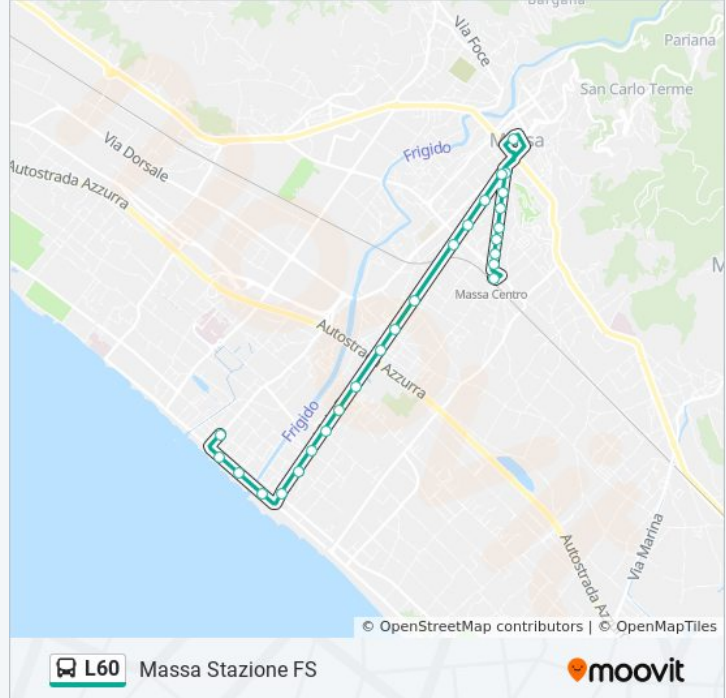 Bargana
Via Foce
Pariana
San Carlo Terme
Massa
Frigido
Via Dorsale
Autostrada Azzurra
M
Massa Centro
Autostrada Azzurra
Frigido
Via Marina
Autostrada Az
© OpenStreetMap contributors | © OpenMapTiles
L60 Massa Stazione FS
moovit